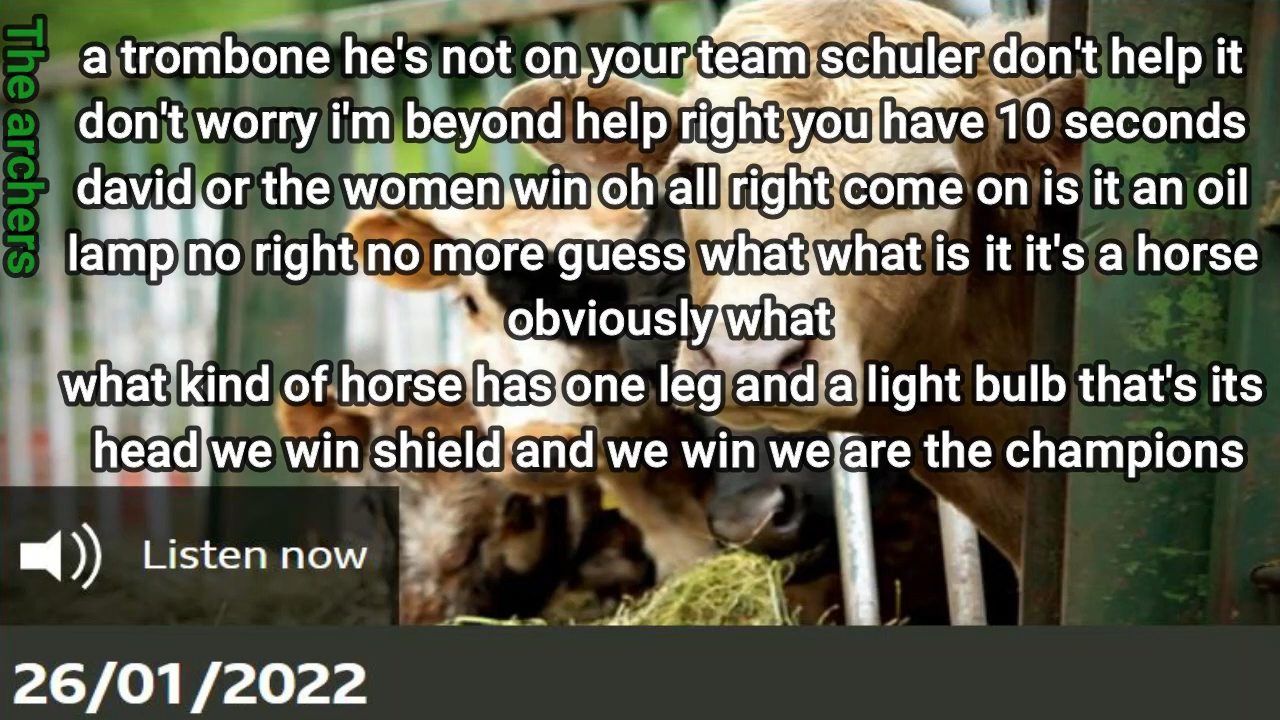 The archers
a trombone he's not on your team schuler don't help it
don't worry i'm beyond help right you have 10 seconds
david or the women win oh all right come on is it an oil
lamp no right no more guess what what is it it's a horse
obviously what
what kind of horse has one leg and a light bulb that's its
head we win shield and we win we are the champions
Listen now
26/01/2022